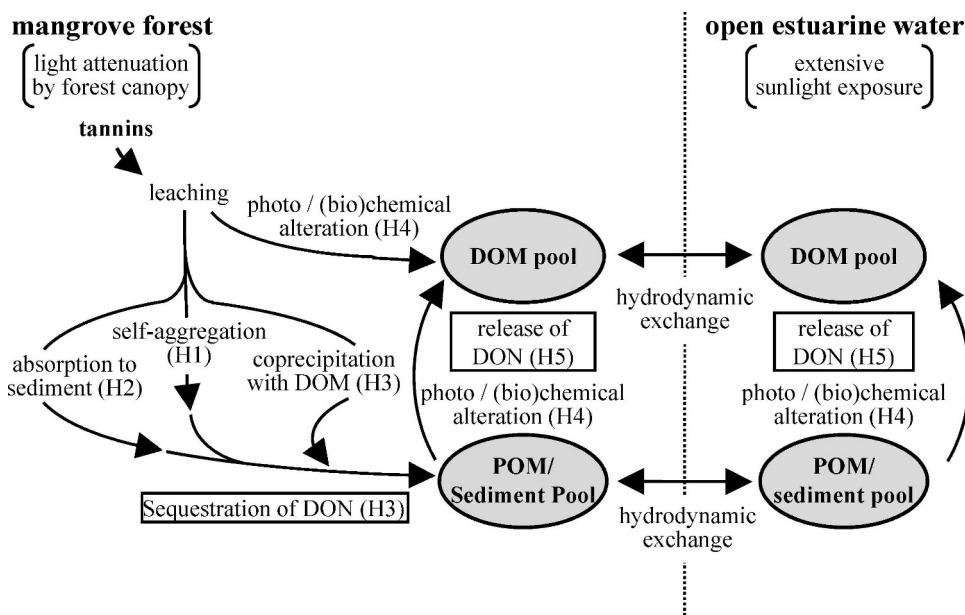 mangrove forest
light attenuation
by forest canopy
tannins
leaching
photo / (bio)chemical
alteration (H4)
self-aggregation
(H1)
absorption to
sediment (H2)
coprecipitation
with DOM (H3)
Sequestration of DON (H3)
DOM pool
release of
DON (H5)
photo / (bio)chemical
alteration (H4)
POM/
Sediment Pool
hydrodynamic
exchange
hydrodynamic
exchange
open estuarine water
extensive
sunlight exposure
DOM pool
release of
DON (H5)
photo / (bio)chemical
alteration (H4)
POM/
sediment pool